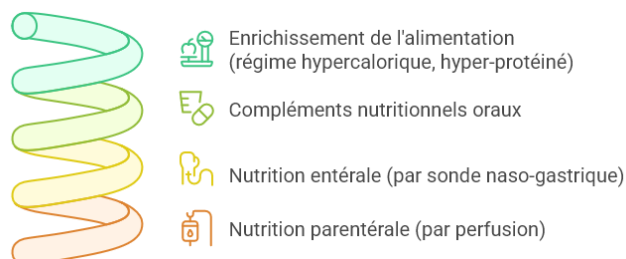 Enrichissement de l'alimentation
(régime hypercalorique, hyper-protéiné)
Compléments nutritionnels oraux
Nutrition entérale (par sonde naso-gastrique)
Nutrition parentérale (par perfusion)